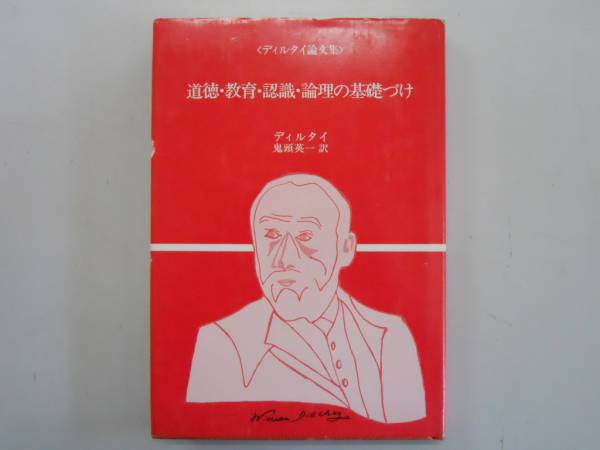 〈ディルタイ論文集〉
道徳・教育・認識・論理の基礎づけ
ディルタイ
鬼頭英一訳